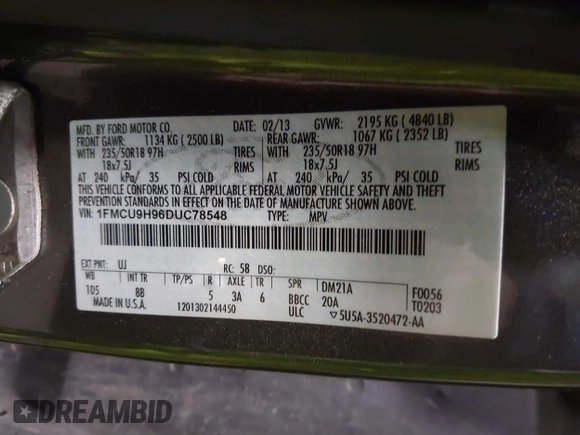 MFD. BY FORD MOTOR CO. DATE: 02/13 GVWR: 2195 KG ( 4840 LB)
FRONT GAWR: 1134 KG ( 2500 LB) REAR GAWR: 1067 KG ( 2352 LB)
WITH 235/50R18 97H TIRES WITH 235/50R18 97H TIRES
18x7.5J RIMS 18x7.5J RIMS
AT 240 kPa/ 35 PSI COLD AT 240 kPa/ 35 PSI COLD
THIS VEHICLE CONFORMS TO ALL APPLICABLE FEDERAL MOTOR VEHICLE SAFETY AND THEFT
PREVENTION STANDARDS IN EFFECT ON THE DATE OF MANUFACTURE SHOWN ABOVE.
VIN: 1FMCU9H96DUC78548 TYPE: MPV
EXT PNT: UJ RC: 58 DSO:
WB INT TR TP/PS R AXLE TR SPR DM21A F0056
105 8B 5 3A 6 BBCC 20A T0203
MADE IN U.S.A. 1201302144450 ULC ▽5U5A-3520472-AA
DREAMBID